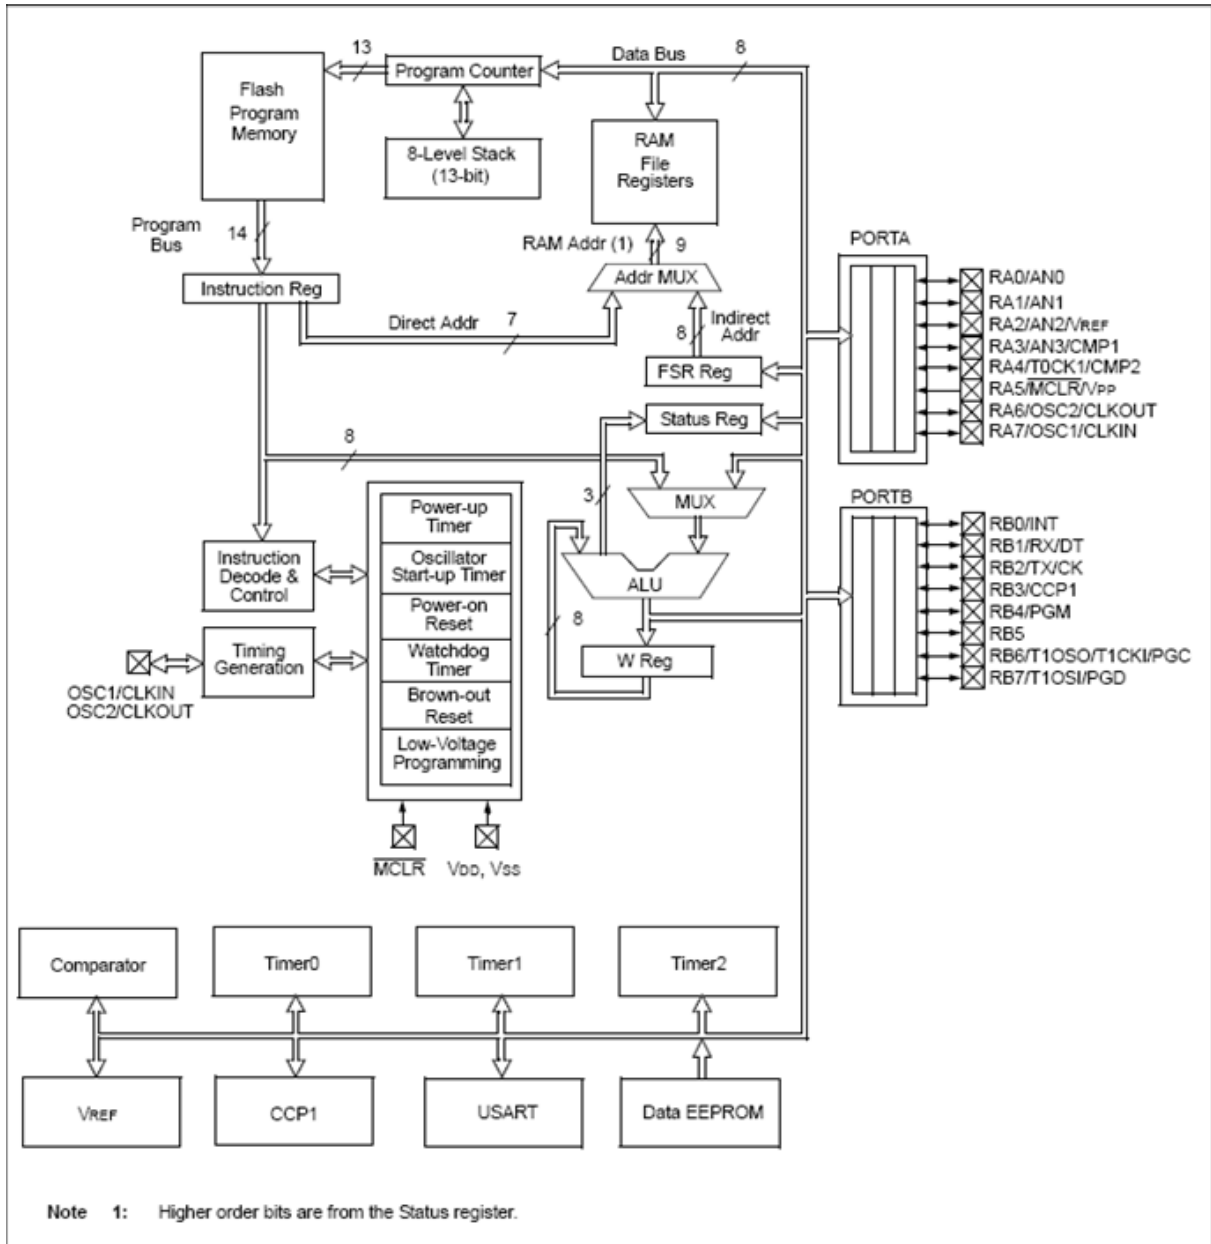 13
Data Bus
8
Program Counter
Flash
Program
Memory
8-Level Stack
(13-bit)
RAM
File
Registers
Program
Bus
14
RAM Addr (1)
9
PORTA
Addr MUX
Instruction Reg
Direct Addr
7
8
Indirect
Addr
FSR Reg
Status Reg
RA0/AN0
RA1/AN1
RA2/AN2/VREF
RA3/AN3/CMP1
RA4/T0CK1/CMP2
RA5/MCLR/VPP
RA6/OSC2/CLKOUT
RA7/OSC1/CLKIN
8
3
MUX
PORTB
Power-up
Timer
Oscillator
Start-up Timer
Power-on
Reset
Watchdog
Timer
Brown-out
Reset
Low-Voltage
Programming
Instruction
Decode &
Control
ALU
8
W Reg
Timing
Generation
OSC1/CLKIN
OSC2/CLKOUT
RB0/INT
RB1/RX/DT
RB2/TX/CK
RB3/CCP1
RB4/PGM
RB5
RB6/T1OSO/T1CKI/PGC
RB7/T1OSI/PGD
MCLR
VDD, VSS
Comparator
Timer0
Timer1
Timer2
VREF
CCP1
USART
Data EEPROM
Note 1: Higher order bits are from the Status register.